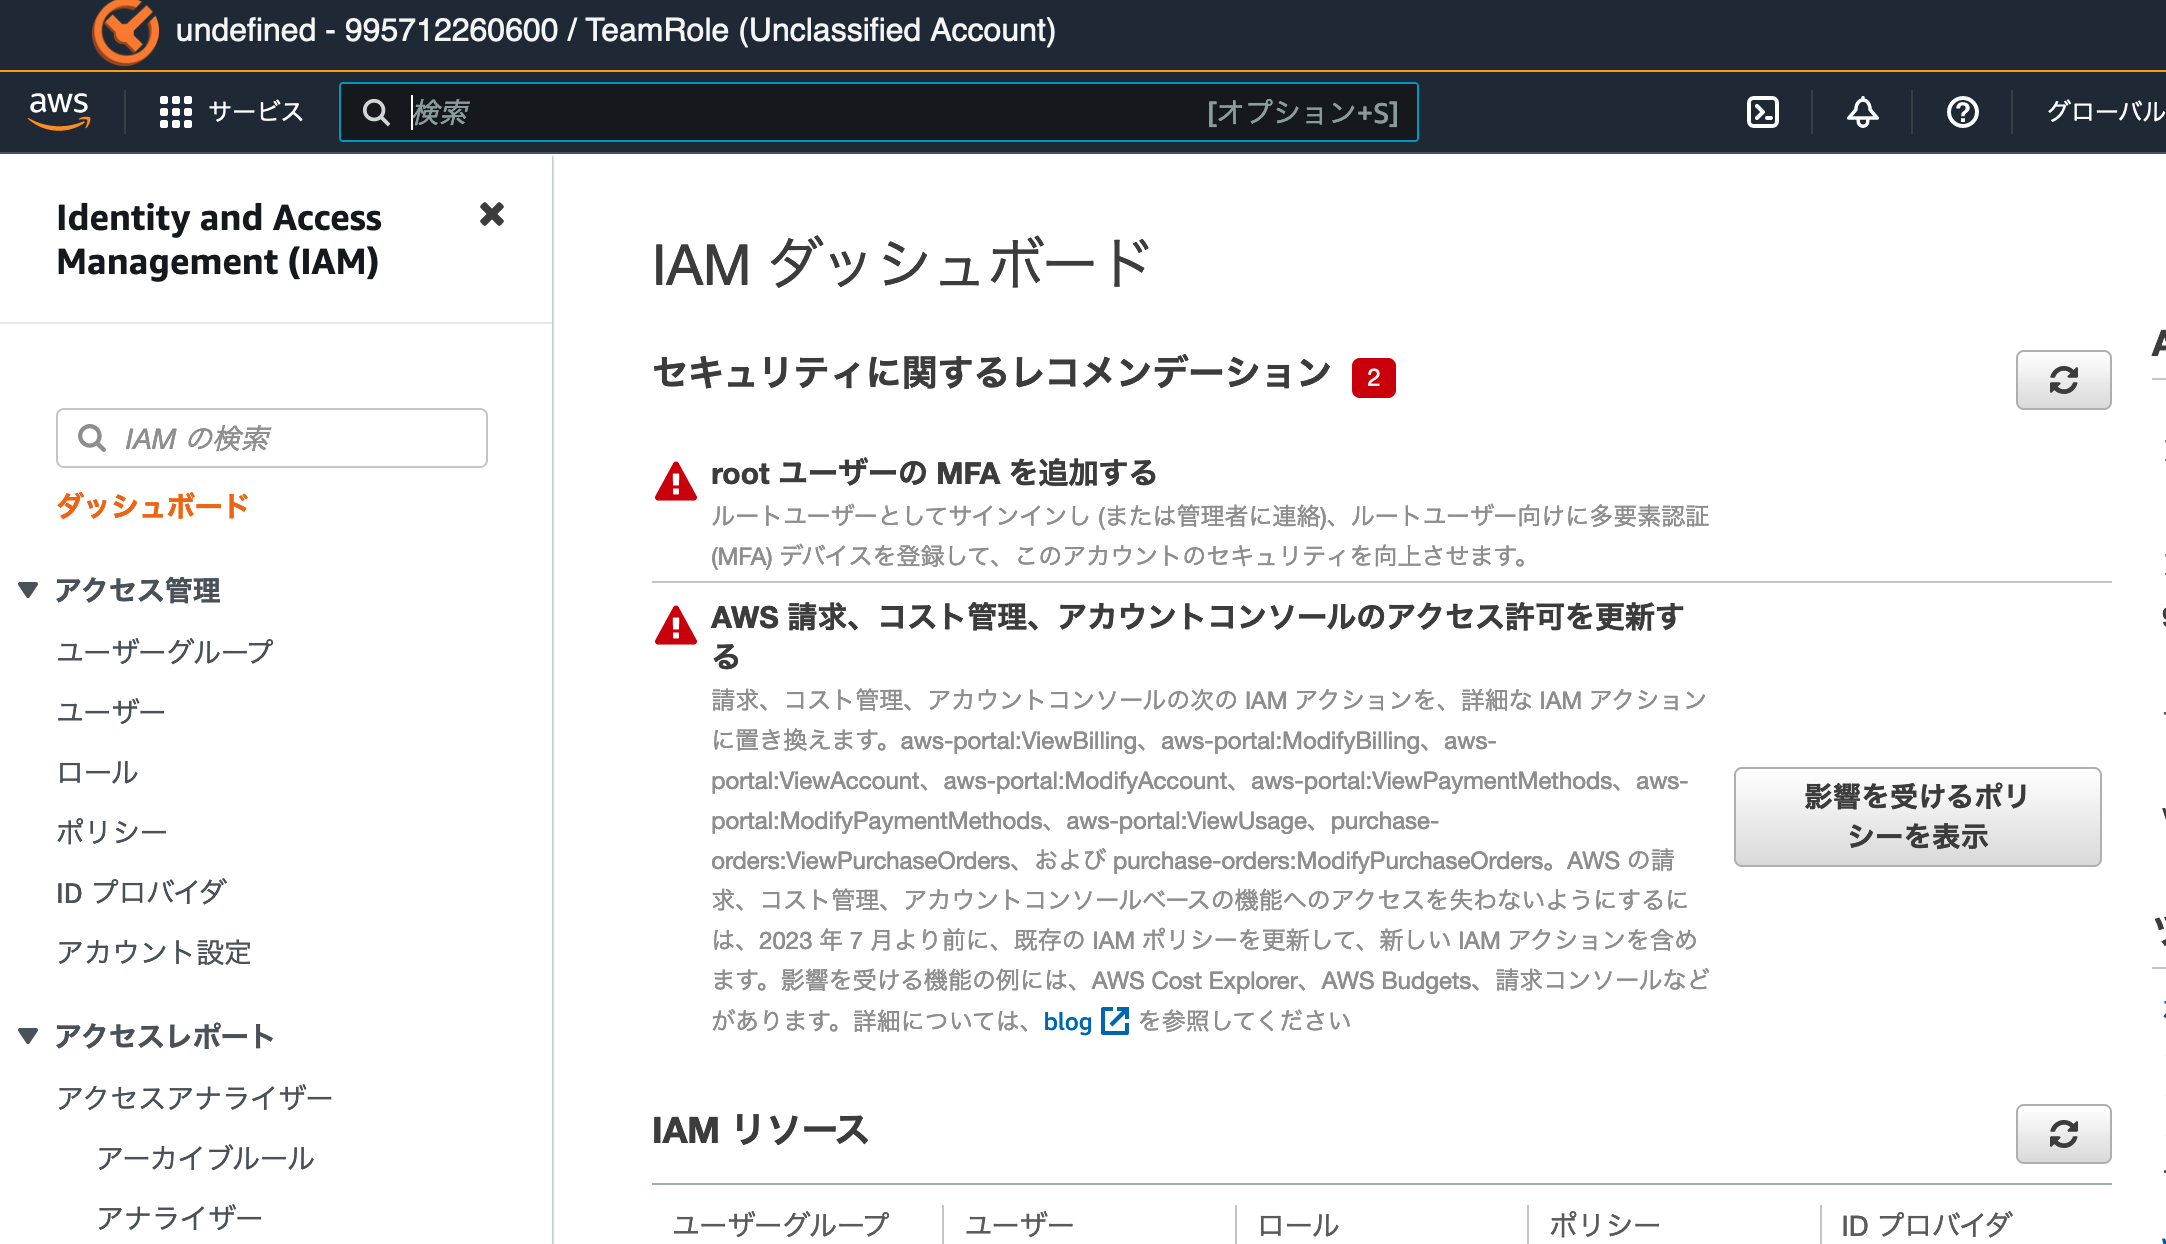 undefined - 995712260600 / TeamRole (Unclassified Account)
aws
サービス
検索
[オプション+S]
グローバル
Identity and Access
Management (IAM)
IAM の検索
ダッシュボード
アクセス管理
ユーザーグループ
ユーザー
ロール
ポリシー
ID プロバイダ
アカウント設定
アクセスレポート
アクセスアナライザー
アーカイブルール
アナライザー
IAM ダッシュボード
セキュリティに関するレコメンデーション 2
root ユーザーの MFA を追加する
ルートユーザーとしてサインインし (または管理者に連絡)、ルートユーザー向けに多要素認証
(MFA) デバイスを登録して、このアカウントのセキュリティを向上させます。
AWS 請求、コスト管理、アカウントコンソールのアクセス許可を更新す
る
請求、コスト管理、アカウントコンソールの次の IAM アクションを、詳細な IAM アクション
に置き換えます。aws-portal:ViewBilling、aws-portal:ModifyBilling、aws-
portal:ViewAccount、aws-portal:ModifyAccount、aws-portal:ViewPaymentMethods、aws-
portal:ModifyPaymentMethods、aws-portal:ViewUsage、purchase-
orders:ViewPurchaseOrders、および purchase-orders:ModifyPurchaseOrders。AWS の請
求、コスト管理、アカウントコンソールベースの機能へのアクセスを失わないようにするに
は、2023 年 7 月より前に、既存の IAM ポリシーを更新して、新しい IAM アクションを含め
ます。影響を受ける機能の例には、AWS Cost Explorer、AWS Budgets、請求コンソールなど
があります。詳細については、blog を参照してください
影響を受けるポリ
シーを表示
IAM リソース
ユーザーグループ
ユーザー
ロール
ポリシー
ID プロバイダ